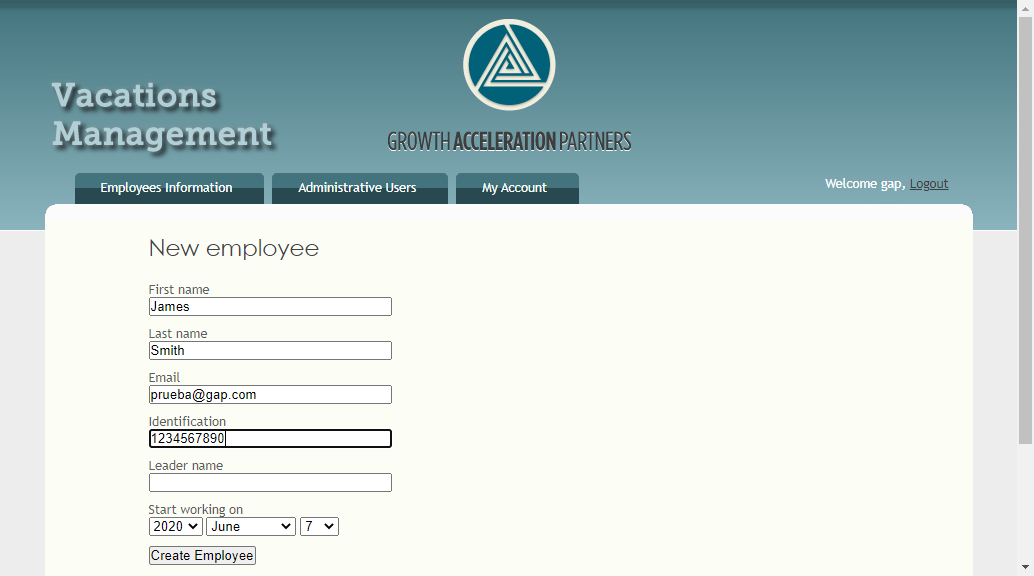 Vacations
Management
GROWTH ACCELERATION PARTNERS
Employees Information
Administrative Users
My Account
Welcome gap, Logout
New employee
First name
James
Last name
Smith
Email
prueba@gap.com
Identification
1234567890
Leader name
Start working on
2020 June 7
Create Employee